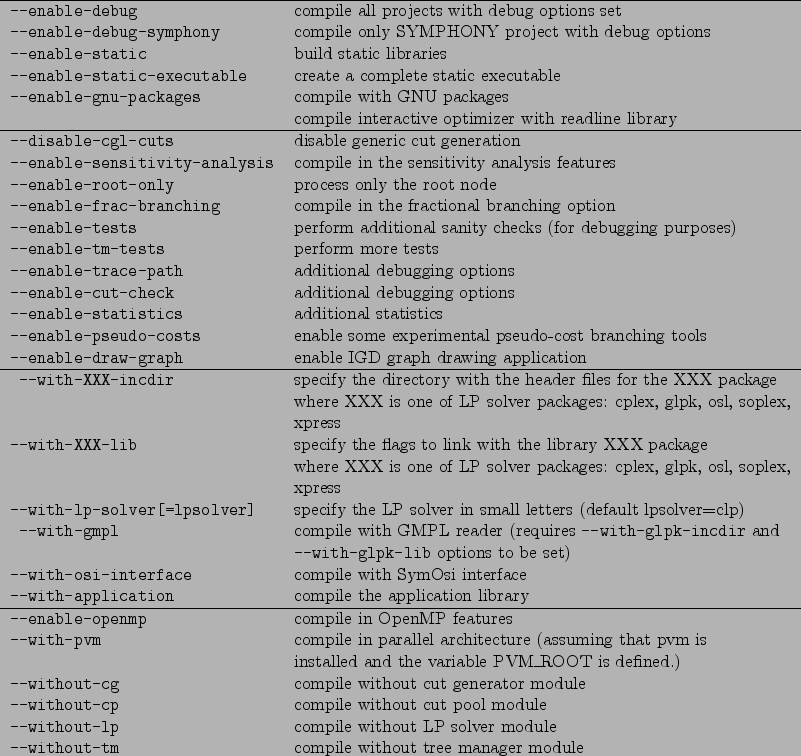 --enable-debug compile all projects with debug options set
--enable-debug-symphony compile only SYMPHONY project with debug options
--enable-static build static libraries
--enable-static-executable create a complete static executable
--enable-gnu-packages compile with GNU packages
compile interactive optimizer with readline library
--disable-cgl-cuts disable generic cut generation
--enable-sensitivity-analysis compile in the sensitivity analysis features
--enable-root-only process only the root node
--enable-frac-branching compile in the fractional branching option
--enable-tests perform additional sanity checks (for debugging purposes)
--enable-tm-tests perform more tests
--enable-trace-path additional debugging options
--enable-cut-check additional debugging options
--enable-statistics additional statistics
--enable-pseudo-costs enable some experimental pseudo-cost branching tools
--enable-draw-graph enable IGD graph drawing application
--with-XXX-incdir specify the directory with the header files for the XXX package
where XXX is one of LP solver packages: cplex, glpk, osl, soplex,
xpress
--with-XXX-lib specify the flags to link with the library XXX package
where XXX is one of LP solver packages: cplex, glpk, osl, soplex,
xpress
--with-lp-solver[=lpsolver] specify the LP solver in small letters (default lpsolver=clp)
--with-gmpl compile with GMPL reader (requires --with-glpk-incdir and
--with-glpk-lib options to be set)
--with-osi-interface compile with SymOsi interface
--with-application compile the application library
--enable-openmp compile in OpenMP features
--with-pvm compile in parallel architecture (assuming that pvm is
installed and the variable PVM_ROOT is defined.)
--without-cg compile without cut generator module
--without-cp compile without cut pool module
--without-lp compile without LP solver module
--without-tm compile without tree manager module